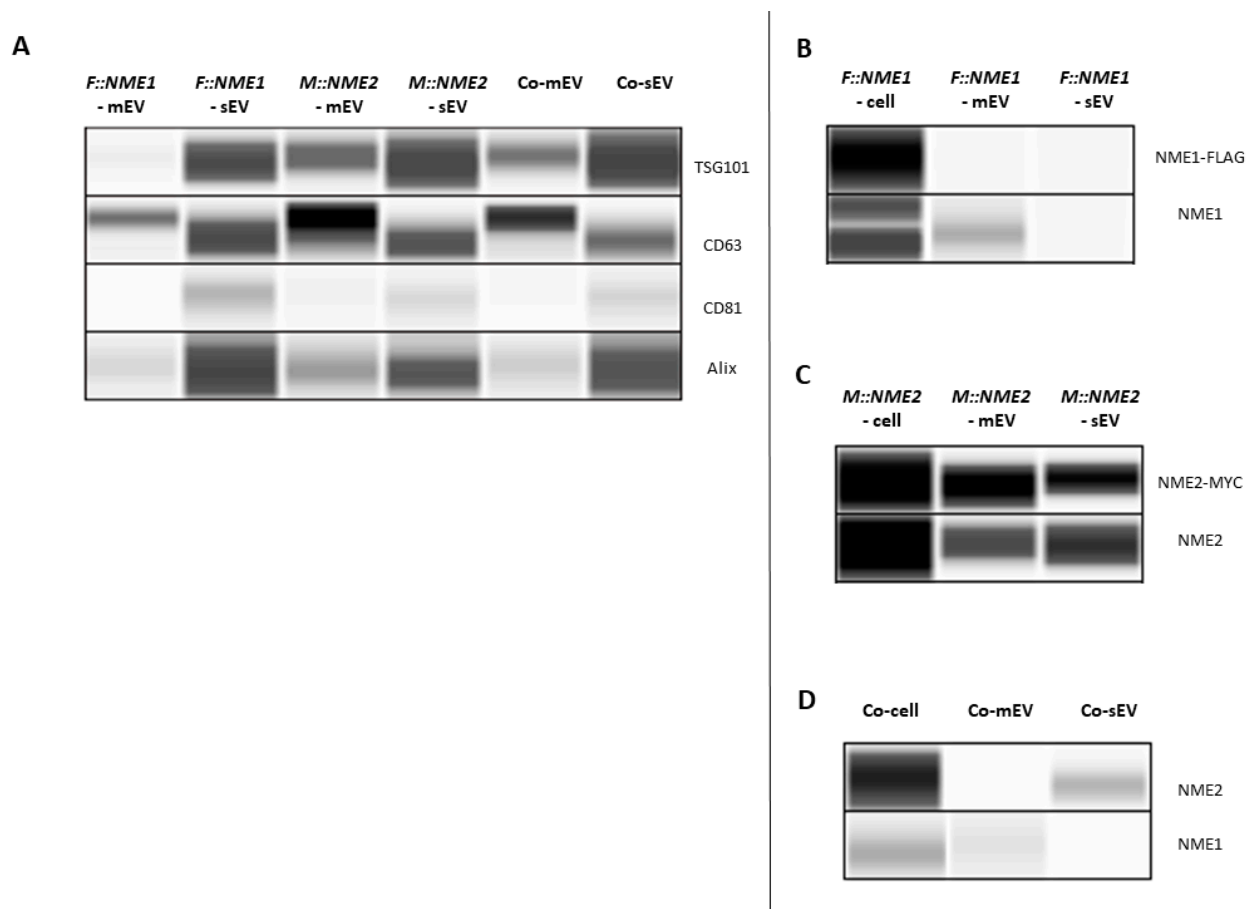 A
F::NME1 F::NME1 M::NME2 M::NME2 Co-mEV Co-sEV
- mEV - sEV - mEV - sEV
TSG101
CD63
CD81
Alix
B
F::NME1 F::NME1 F::NME1
- cell - mEV - sEV
NME1-FLAG
NME1
C
M::NME2 M::NME2 M::NME2
- cell - mEV - sEV
NME2-MYC
NME2
D
Co-cell Co-mEV Co-sEV
NME2
NME1